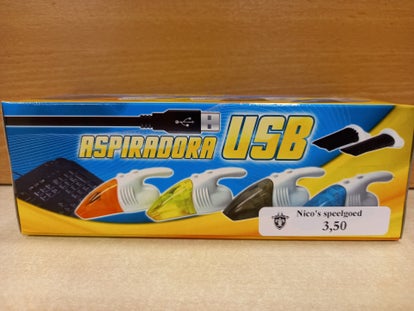 ASPIRADORA USB
Nico's speelgoed
3,50